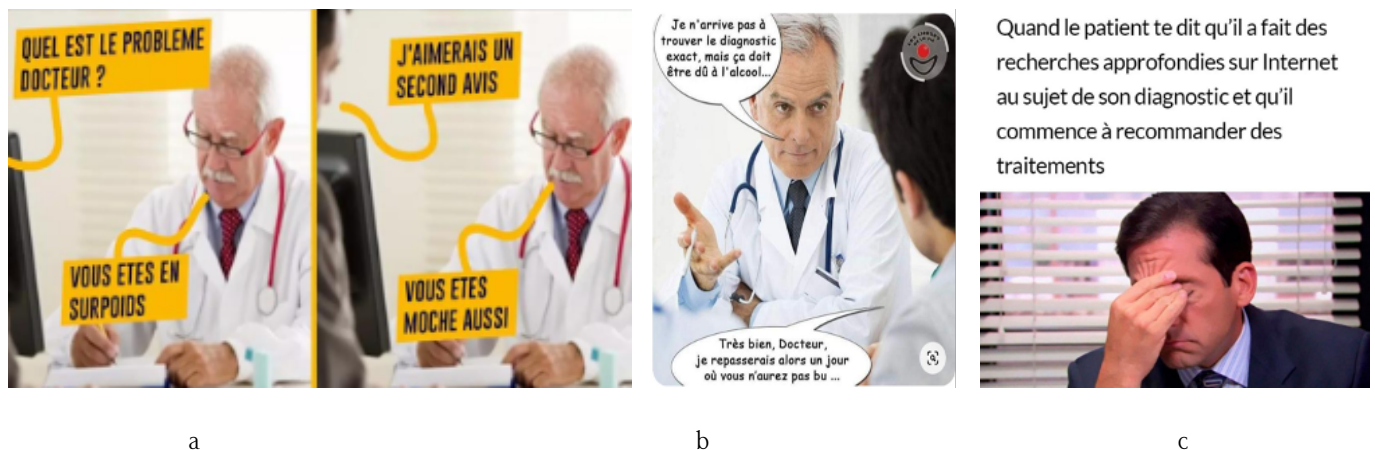 QUEL EST LE PROBLEME
DOCTEUR ?
VOUS ETES EN
SURPOIDS
J'AIMERAIS UN
SECOND AVIS
VOUS ETES
MOCHE AUSSI
Je n'arrive pas à
trouver le diagnostic
exact, mais ça doit
être dû à l'alcool...
Très bien, Docteur,
je repasserais alors un jour
où vous n'aurez pas bu ...
Quand le patient te dit qu'il a fait des
recherches approfondies sur Internet
au sujet de son diagnostic et qu'il
commence à recommander des
traitements
a
b
c